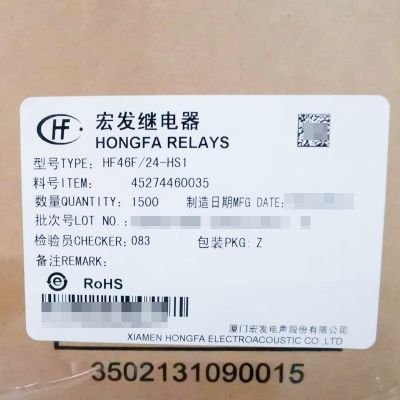 HF
宏发继电器
HONGFA RELAYS
型号TYPE: HF46F/24-HS1
料号ITEM: 45274460035
数量QUANTITY: 1500 制造日期MFG DATE:
批次号LOT NO.:
检验员CHECKER: 083 包装PKG: Z
备注REMARK:
e RoHS
厦门宏发电声股份有限公司
XIAMEN HONGFA ELECTROACOUSTIC CO., LTD
3502131090015